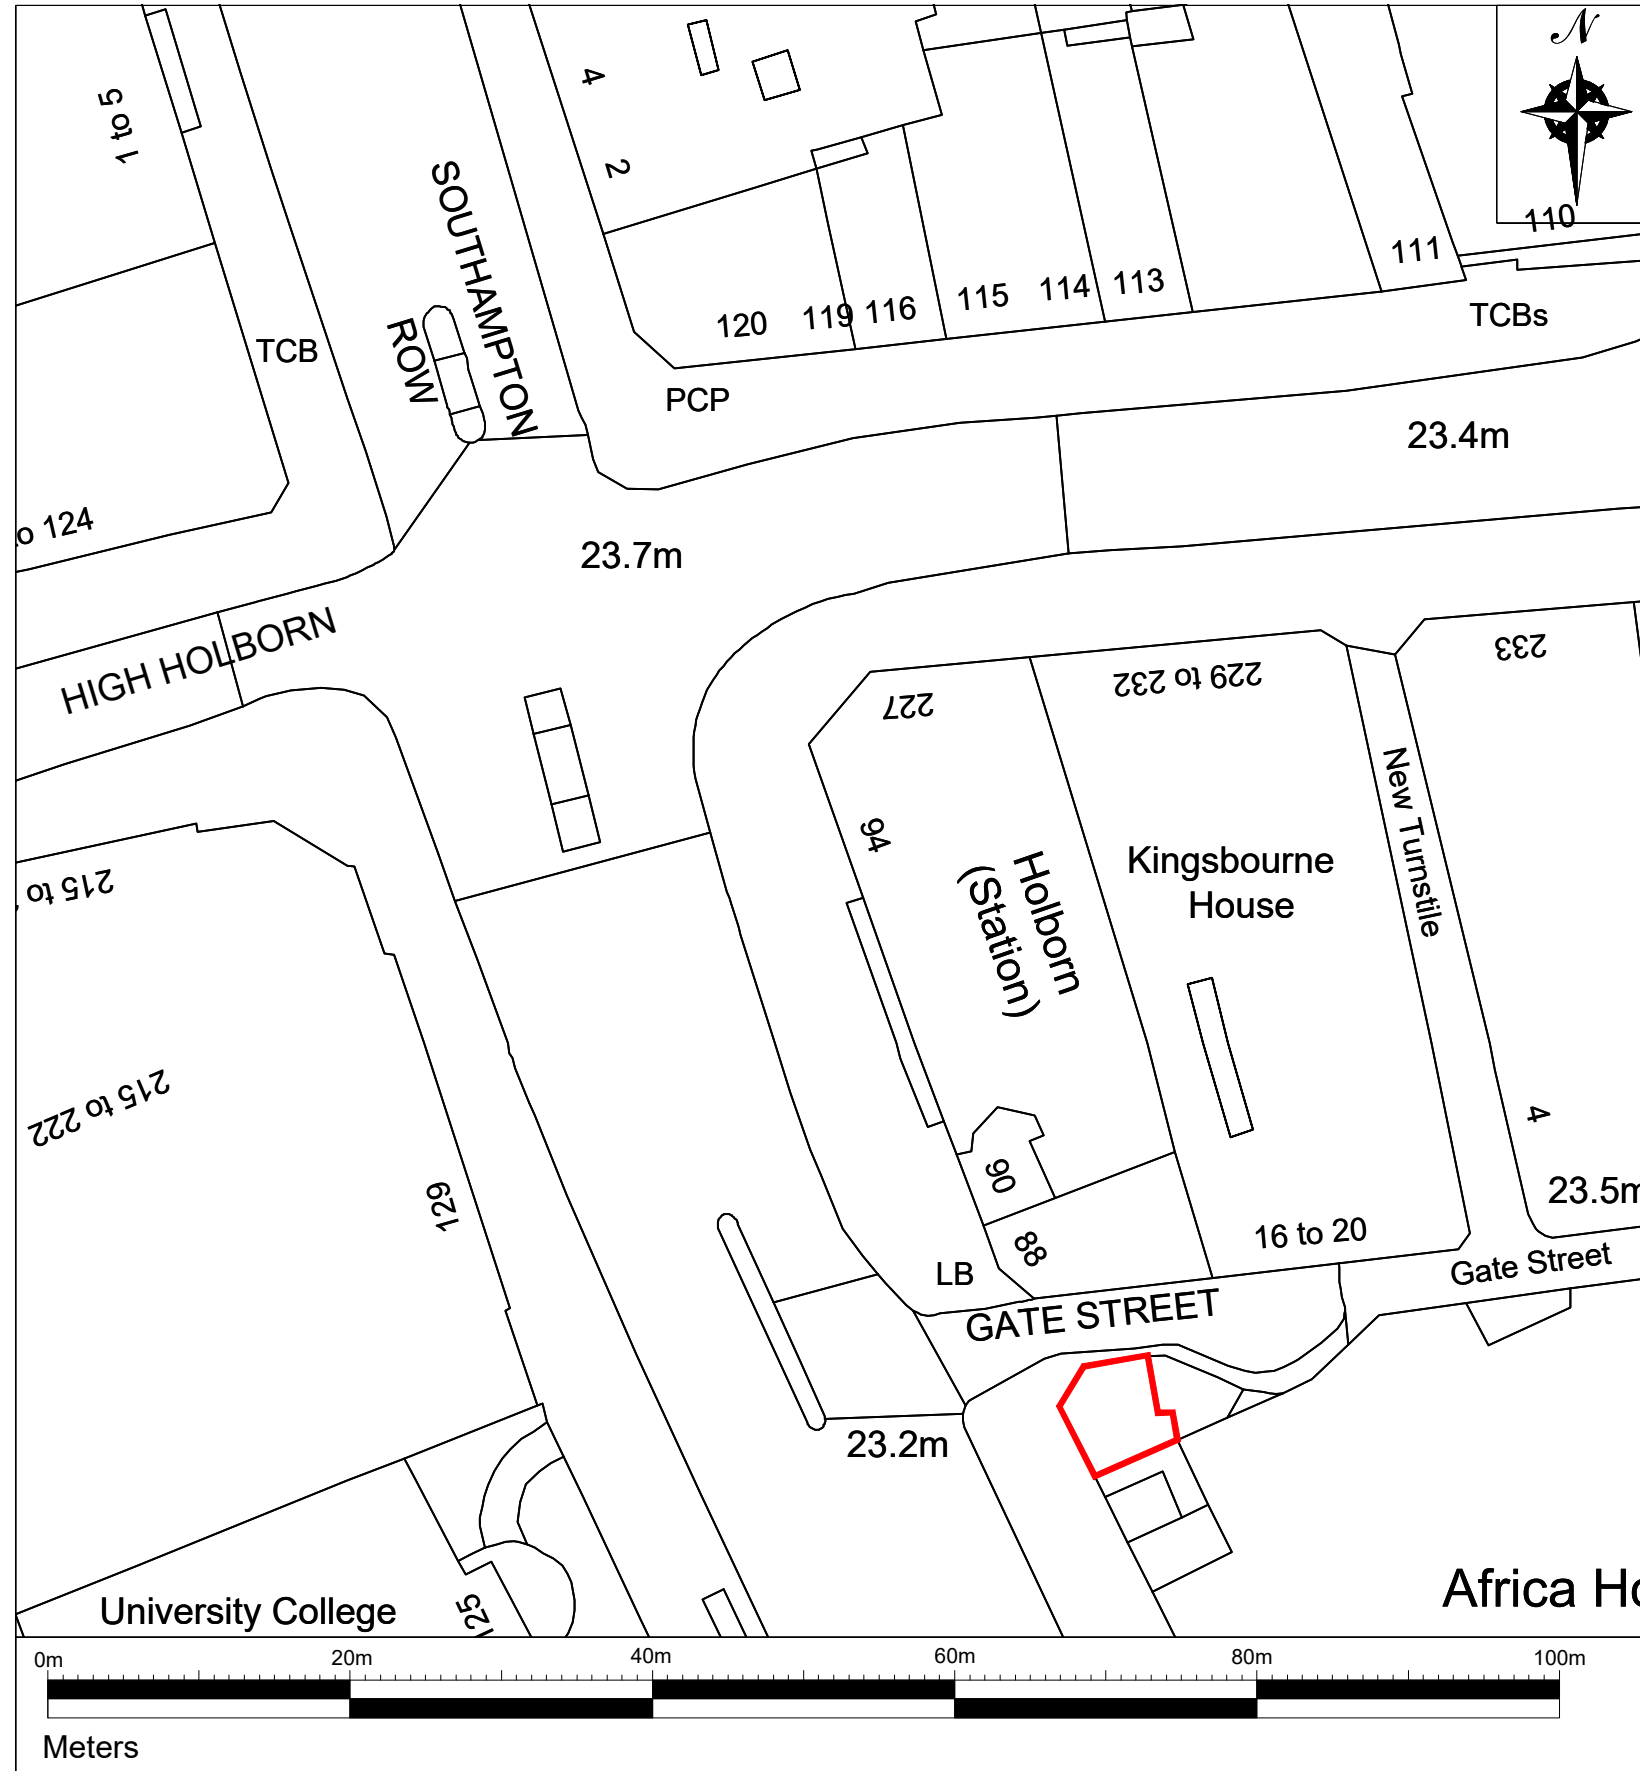 N
1 to 5
4
2
SOUTHAMPTON
ROW
110
111
113
114
115
116
119
120
TCB
TCBs
PCP
23.4m
o 124
23.7m
HIGH HOLBORN
227
229 to 232
233
New Turnstile
94
Holborn
(Station)
Kingsbourne
House
215 to
215 to 222
129
90
88
4
23.5m
16 to 20
Gate Street
LB
GATE STREET
23.2m
University College
125
Africa Ho
0m
20m
40m
60m
80m
100m
Meters